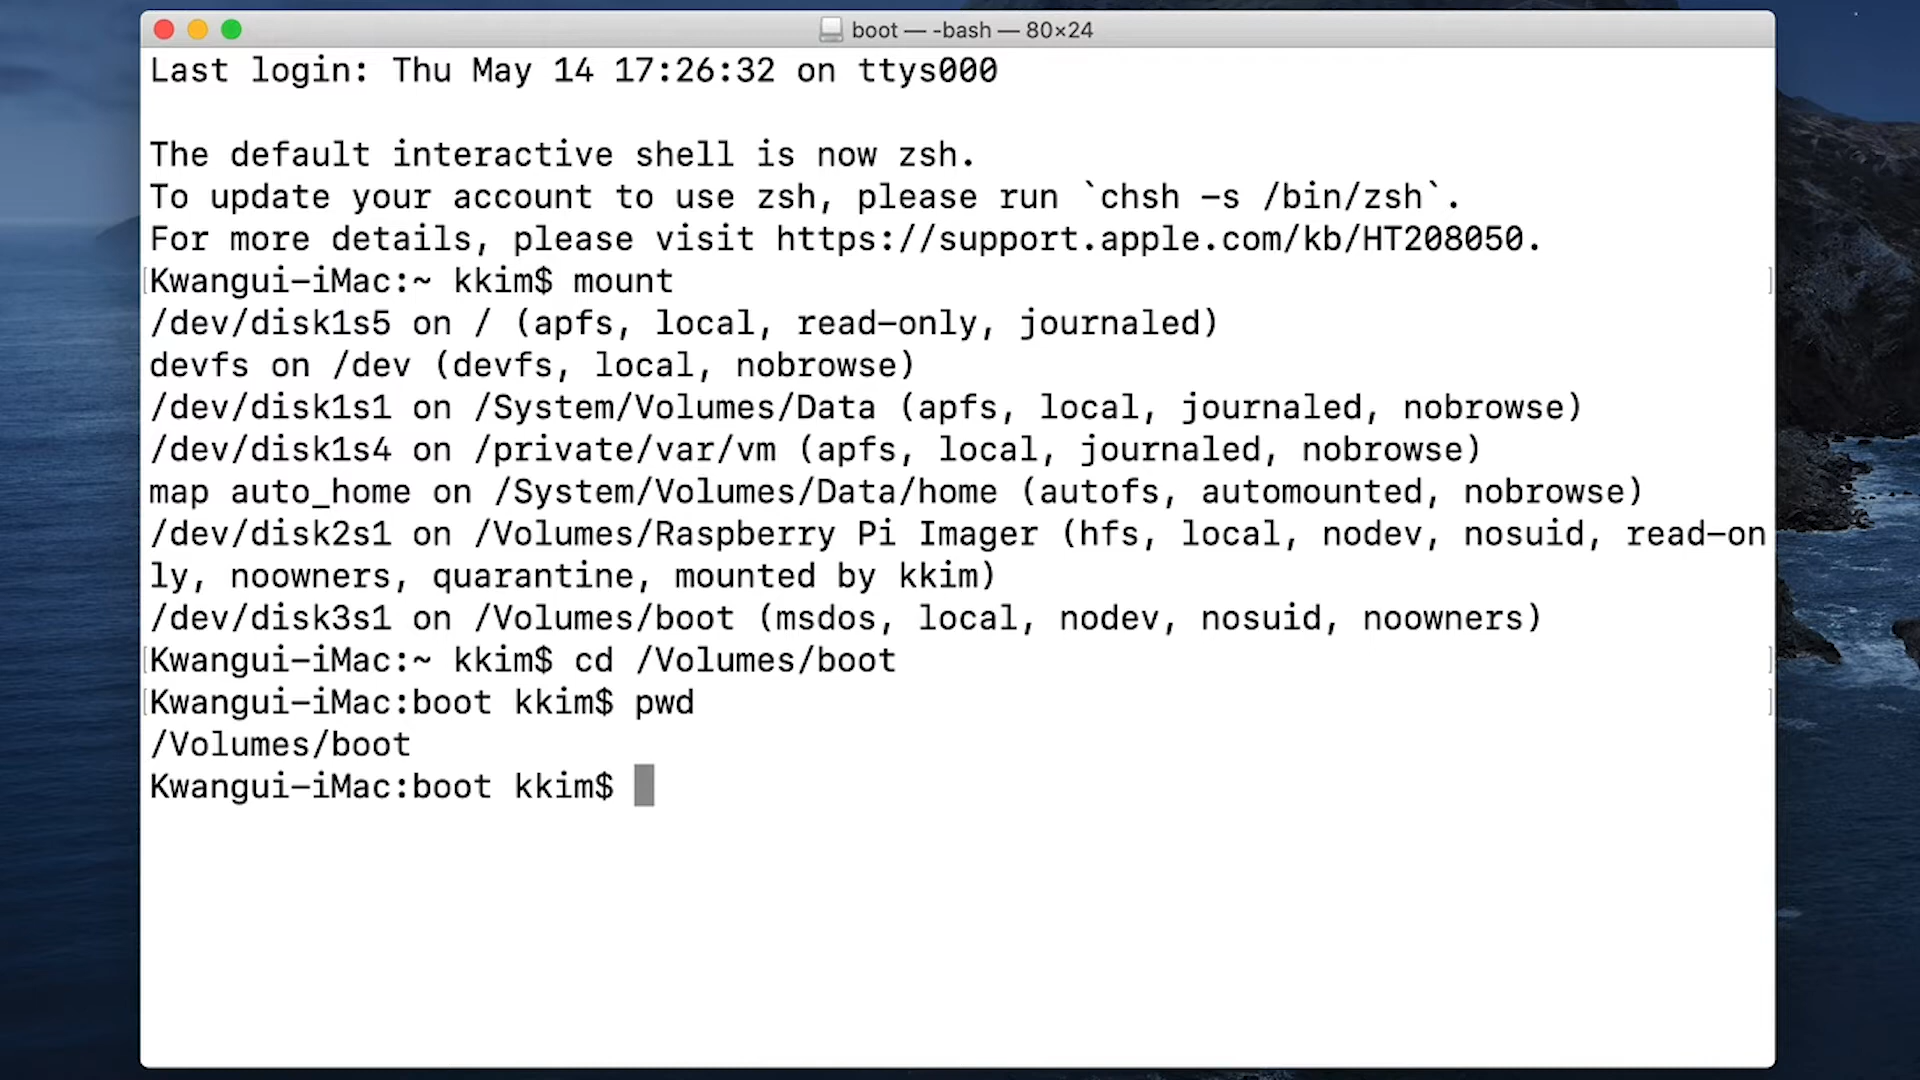 boot — -bash — 80×24
Last login: Thu May 14 17:26:32 on ttys000
The default interactive shell is now zsh.
To update your account to use zsh, please run `chsh -s /bin/zsh`.
For more details, please visit https://support.apple.com/kb/HT208050.
[Kwangui-iMac:~ kkim$ mount ]
/dev/disk1s5 on / (apfs, local, read-only, journaled)
devfs on /dev (devfs, local, nobrowse)
/dev/disk1s1 on /System/Volumes/Data (apfs, local, journaled, nobrowse)
/dev/disk1s4 on /private/var/vm (apfs, local, journaled, nobrowse)
map auto_home on /System/Volumes/Data/home (autofs, automounted, nobrowse)
/dev/disk2s1 on /Volumes/Raspberry Pi Imager (hfs, local, nodev, nosuid, read-on
ly, noowners, quarantine, mounted by kkim)
/dev/disk3s1 on /Volumes/boot (msdos, local, nodev, nosuid, noowners)
[Kwangui-iMac:~ kkim$ cd /Volumes/boot ]
[Kwangui-iMac:boot kkim$ pwd ]
/Volumes/boot
Kwangui-iMac:boot kkim$